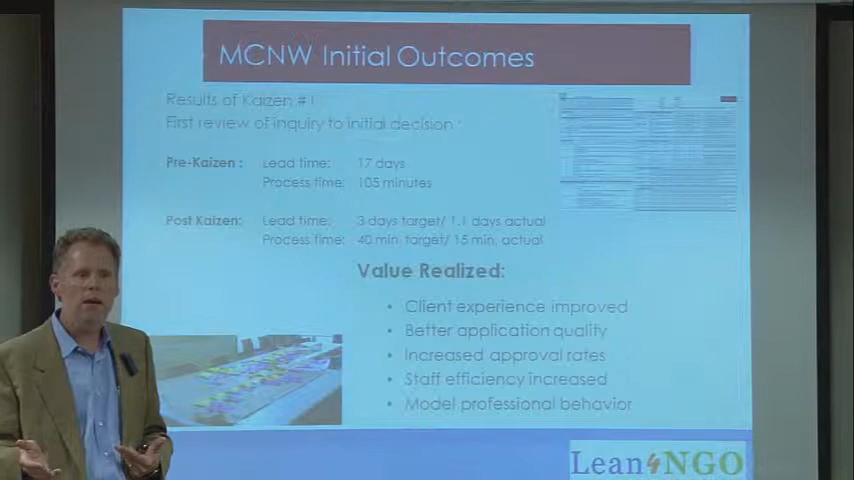 MCNW Initial Outcomes
Results of Kaizen #1
First review of inquiry to initial decision
Pre-Kaizen : Lead time: 17 days
Process time: 105 minutes
Post Kaizen: Lead time: 3 days target/ 1.1 days actual
Process time: 40 min. target/ 15 min. actual
Value Realized:
• Client experience improved
• Better application quality
• Increased approval rates
• Staff efficiency increased
• Model professional behavior
Lean4NGO